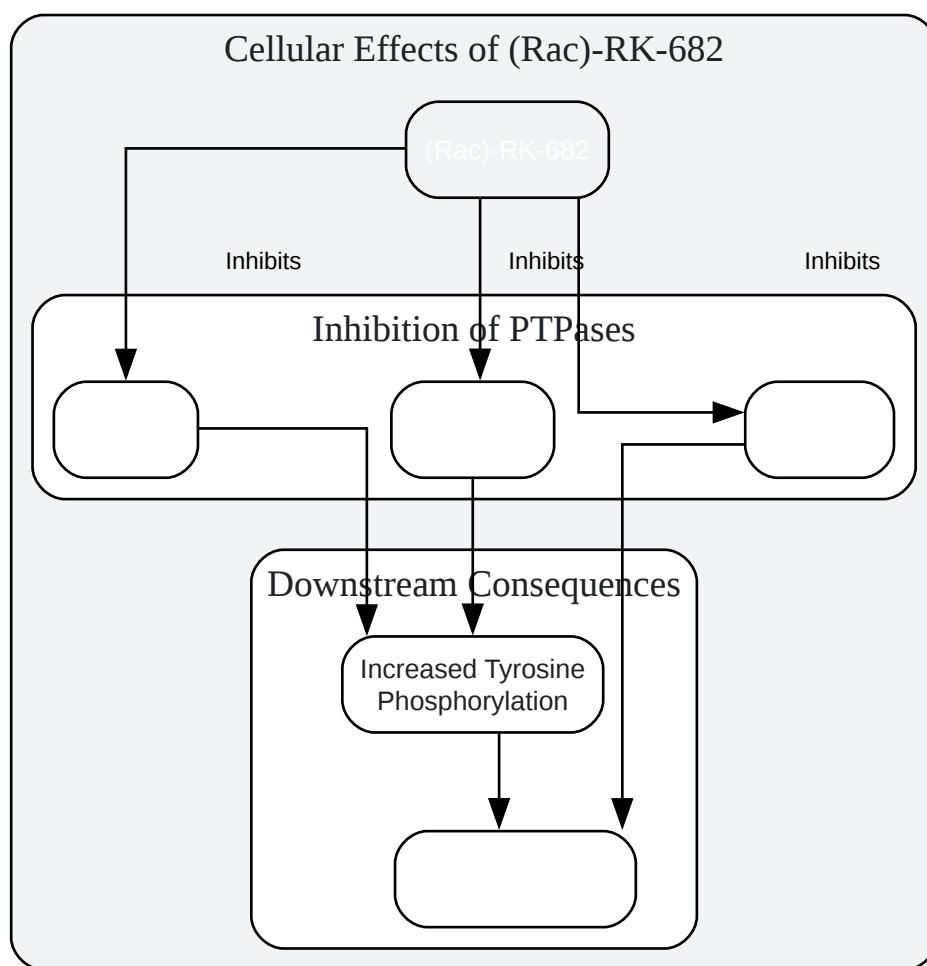 Cellular Effects of (Rac)-RK-682
(Rac)-RK-682
Inhibits
Inhibits
Inhibits
Inhibition of PTPases
Downstream Consequences
Increased Tyrosine
Phosphorylation